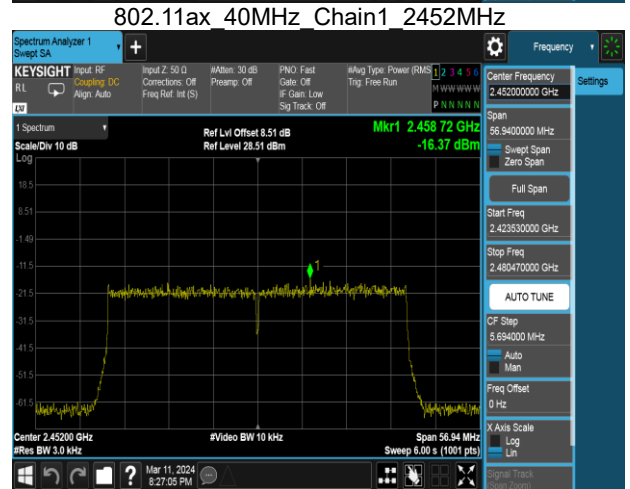 802.11ax_40MHz_Chain1_2452MHz
Spectrum Analyzer 1
Swept SA
+
Frequency
KEYSIGHT
RL
LXI
Input: RF
Coupling: DC
Align: Auto
Input Z: 50 Ω
Corrections: Off
Freq Ref: Int (S)
#Atten: 30 dB
Preamp: Off
PNO: Fast
Gate: Off
IF Gain: Low
Sig Track: Off
#Avg Type: Power (RMS
Trig: Free Run
1 2 3 4 5 6
M W W W W W
P N N N N N
Center Frequency
2.452000000 GHz
Settings
Span
56.9400000 MHz
Swept Span
Zero Span
Full Span
Start Freq
2.423530000 GHz
Stop Freq
2.480470000 GHz
AUTO TUNE
CF Step
5.694000 MHz
Auto
Man
Freq Offset
0 Hz
X Axis Scale
Log
Lin
Signal Track
(Span Zoom)
1 Spectrum
Scale/Div 10 dB
Log
Ref Lvl Offset 8.51 dB
Ref Level 28.51 dBm
Mkr1 2.458 72 GHz
-16.37 dBm
18.5
8.51
-1.49
-11.5
-21.5
-31.5
-41.5
-51.5
-61.5
1
Center 2.45200 GHz
#Res BW 3.0 kHz
#Video BW 10 kHz
Span 56.94 MHz
Sweep 6.00 s (1001 pts)
?
Mar 11, 2024
8:27:05 PM